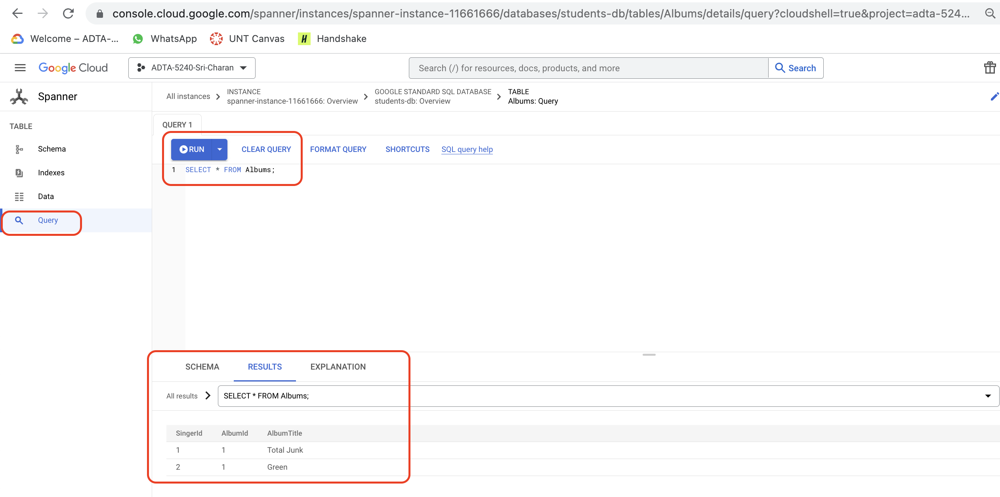 console.cloud.google.com/spanner/instances/spanner-instance-11661666/databases/students-db/tables/Albums/details/query?cloudshell=true&project=adta-524...
Welcome – ADTA-... WhatsApp UNT Canvas H Handshake
Google Cloud ADTA-5240-Sri-Charan Search (/) for resources, docs, products, and more Search
Spanner
All instances INSTANCE GOOGLE STANDARD SQL DATABASE TABLE
spanner-instance-11661666: Overview students-db: Overview Albums: Query
TABLE
Schema
Indexes
Data
Query
QUERY 1
RUN CLEAR QUERY FORMAT QUERY SHORTCUTS SQL query help
1 SELECT * FROM Albums;
SCHEMA RESULTS EXPLANATION
All results SELECT * FROM Albums;
SingerId AlbumId AlbumTitle
1 1 Total Junk
2 1 Green